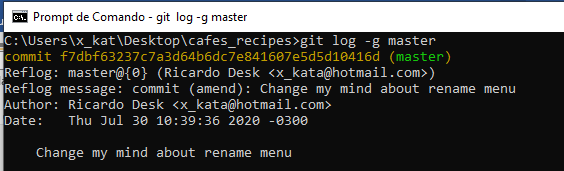 Prompt de Comando - git log -g master
C:\Users\x_kat\Desktop\cafes_recipes>git log -g master
commit f7dbf63237c7a3d64b6dc7e841607e5d5d10416d (master)
Reflog: master@{0} (Ricardo Desk <x_kata@hotmail.com>)
Reflog message: commit (amend): Change my mind about rename menu
Author: Ricardo Desk <x_kata@hotmail.com>
Date:   Thu Jul 30 10:39:36 2020 -0300
    Change my mind about rename menu